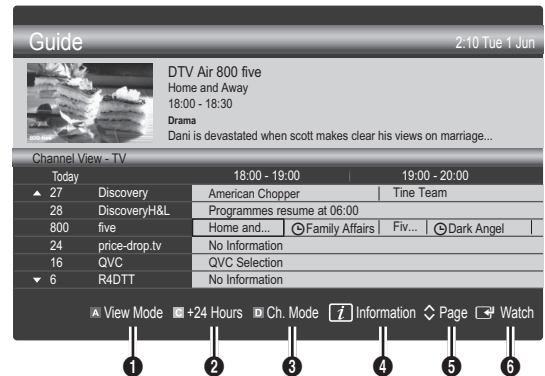 Guide
2:10 Tue 1 Jun
DTV Air 800 five
Home and Away
18:00 - 18:30
Drama
Dani is devastated when scott makes clear his views on marriage...
Channel View - TV
Today 18:00 - 19:00 19:00 - 20:00
▲ 27 Discovery American Chopper Tine Team
28 DiscoveryH&L Programmes resume at 06:00
800 five Home and... Family Affairs Fiv... Dark Angel
24 price-drop.tv No Information
16 QVC QVC Selection
▼ 6 R4DTT No Information
A View Mode C +24 Hours D Ch. Mode i Information Page Watch
1 2 3 4 5 6